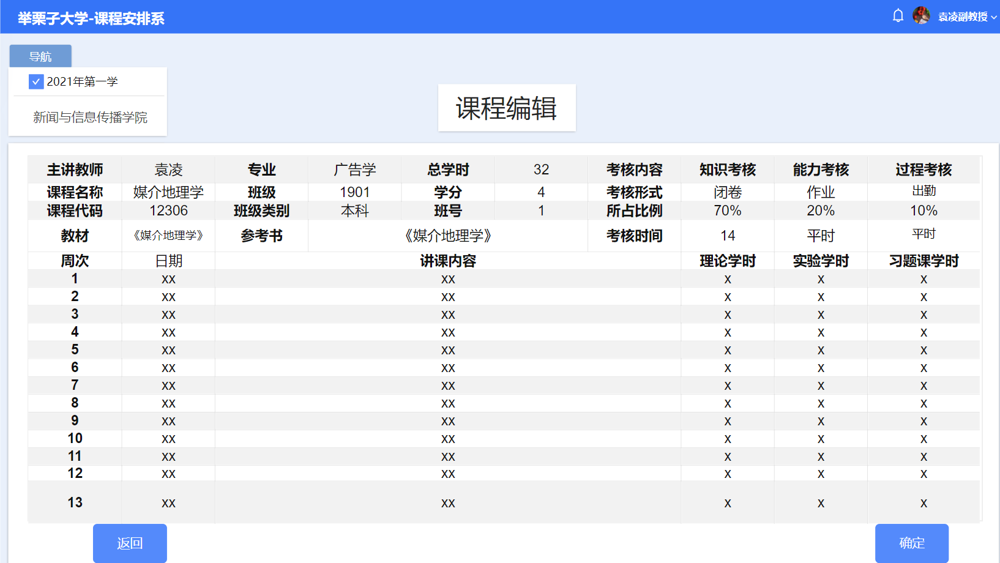 举栗子大学-课程安排系
袁凌副教授
导航
2021年第一学
新闻与信息传播学院
课程编辑
主讲教师 袁凌 专业 广告学 总学时 32 考核内容 知识考核 能力考核 过程考核
课程名称 媒介地理学 班级 1901 学分 4 考核形式 闭卷 作业 出勤
课程代码 12306 班级类别 本科 班号 1 所占比例 70% 20% 10%
教材 《媒介地理学》 参考书 《媒介地理学》 考核时间 14 平时 平时
周次 日期 讲课内容 理论学时 实验学时 习题课学时
1 xx xx x x x
2 xx xx x x x
3 xx xx x x x
4 xx xx x x x
5 xx xx x x x
6 xx xx x x x
7 xx xx x x x
8 xx xx x x x
9 xx xx x x x
10 xx xx x x x
11 xx xx x x x
12 xx xx x x x
13 xx xx x x x
返回 确定